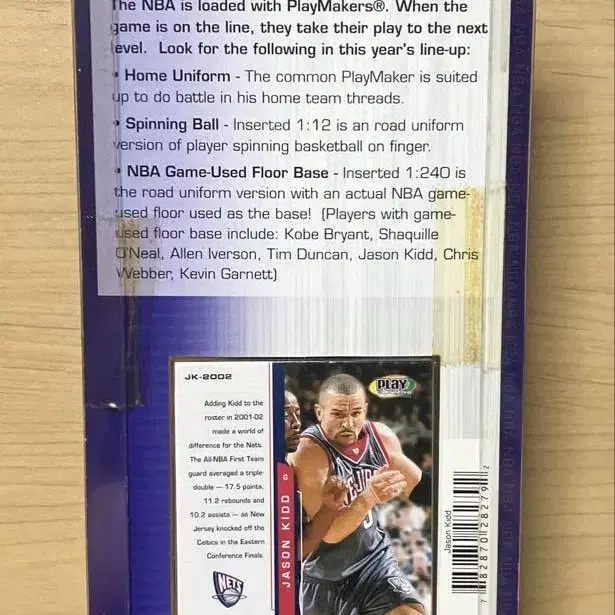 The NBA is loaded with PlayMakers®. When the
game is on the line, they take their play to the next
level. Look for the following in this year's line-up:
• Home Uniform - The common PlayMaker is suited
up to do battle in his home team threads.
• Spinning Ball - Inserted 1:12 is an road uniform
version of player spinning basketball on finger.
• NBA Game-Used Floor Base - Inserted 1:240 is
the road uniform version with an actual NBA game-
used floor used as the base! (Players with game-
used floor base include: Kobe Bryant, Shaquille
O'Neal, Allen Iverson, Tim Duncan, Jason Kidd, Chris
Webber, Kevin Garnett)
JK-2002
Adding Kidd to the
roster in 2001-02
made a world of
difference for the Nets.
The All-NBA First Team
guard averaged a triple-
double — 17.5 points,
11.2 rebounds and
10.2 assists — as New
Jersey knocked off the
Celtics in the Eastern
Conference Finals.
NETS
JASON KIDD
PLAY
Jason Kidd
7 82870 28279 2